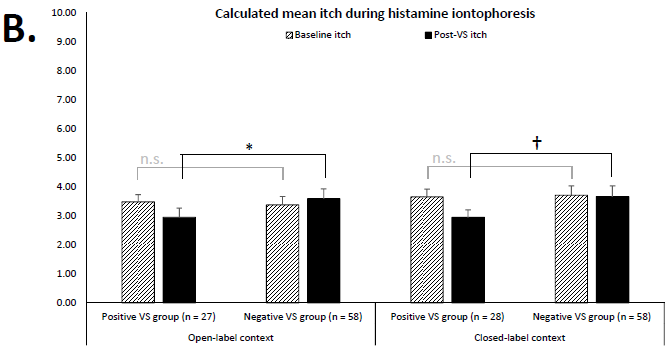 B.
Calculated mean itch during histamine iontophoresis
Baseline itch Post-VS itch
10.00
9.00
8.00
7.00
6.00
5.00
4.00
3.00
2.00
1.00
0.00
n.s. *
n.s. †
Positive VS group (n = 27) Negative VS group (n = 58) Positive VS group (n = 28) Negative VS group (n = 58)
Open-label context Closed-label context